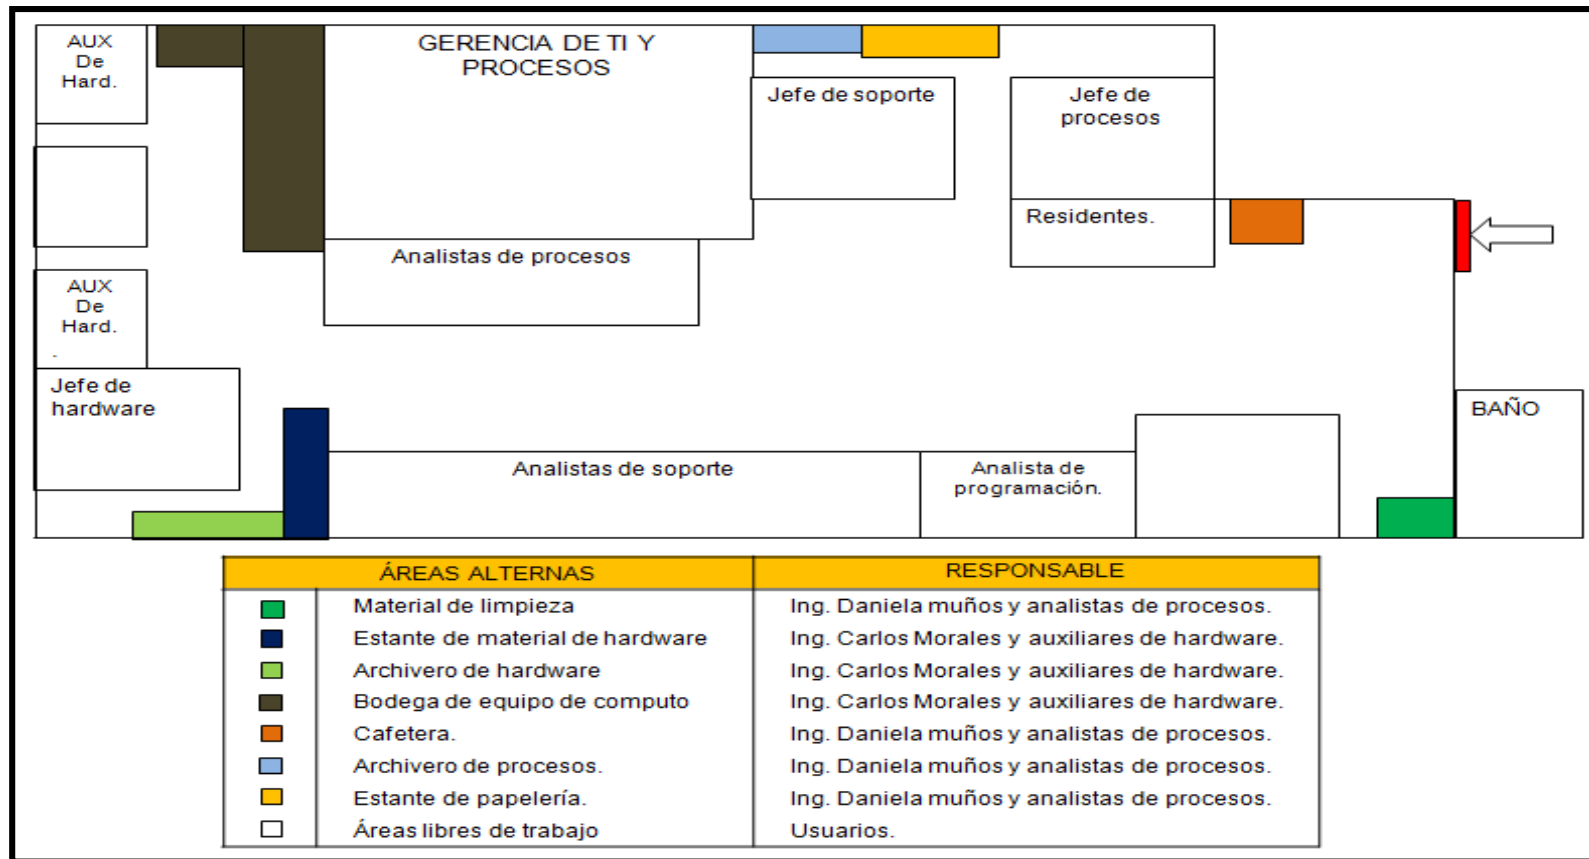 AUX
De
Hard.
GERENCIA DE TI Y
PROCESOS
Jefe de soporte
Jefe de
procesos
Residentes.
Analistas de procesos
AUX
De
Hard.
.
Jefe de
hardware
BAÑO
Analistas de soporte
Analista de
programación.
ÁREAS ALTERNAS RESPONSABLE
Material de limpieza Ing. Daniela muños y analistas de procesos.
Estante de material de hardware Ing. Carlos Morales y auxiliares de hardware.
Archivero de hardware Ing. Carlos Morales y auxiliares de hardware.
Bodega de equipo de computo Ing. Carlos Morales y auxiliares de hardware.
Cafetera. Ing. Daniela muños y analistas de procesos.
Archivero de procesos. Ing. Daniela muños y analistas de procesos.
Estante de papelería. Ing. Daniela muños y analistas de procesos.
Áreas libres de trabajo Usuarios.